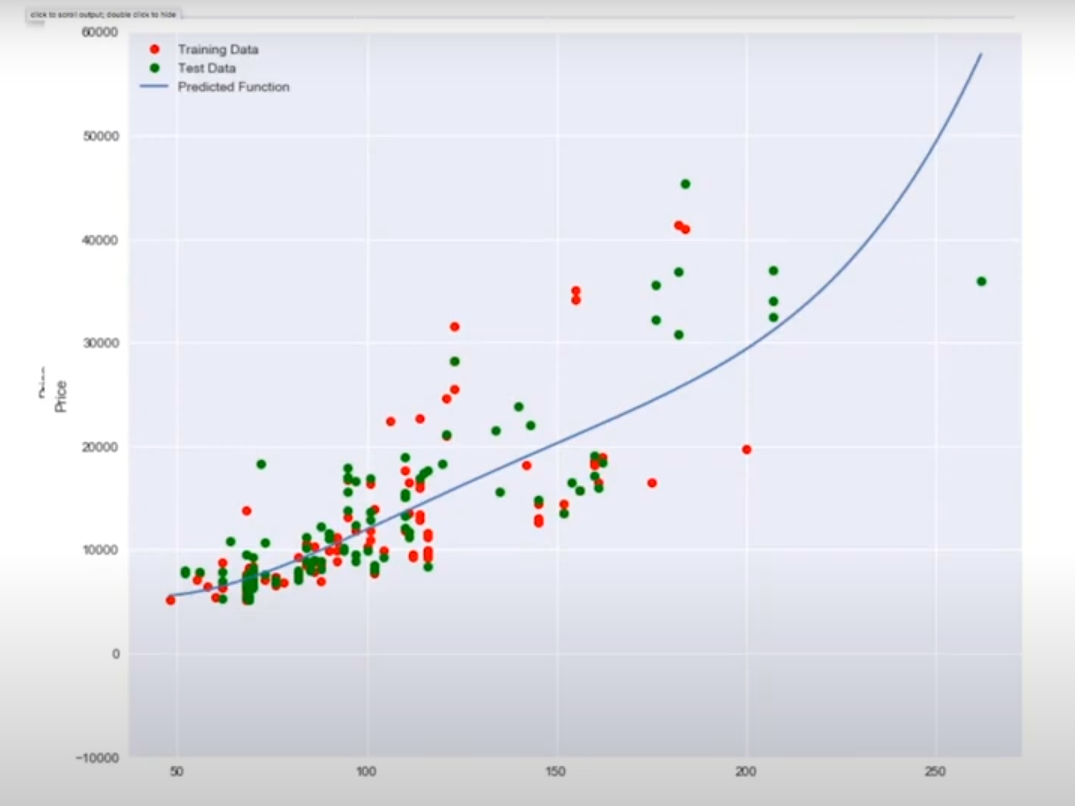 click to scroll output; double click to hide
60000
Training Data
Test Data
Predicted Function
50000
40000
30000
Price
20000
10000
0
−10000
50 100 150 200 250